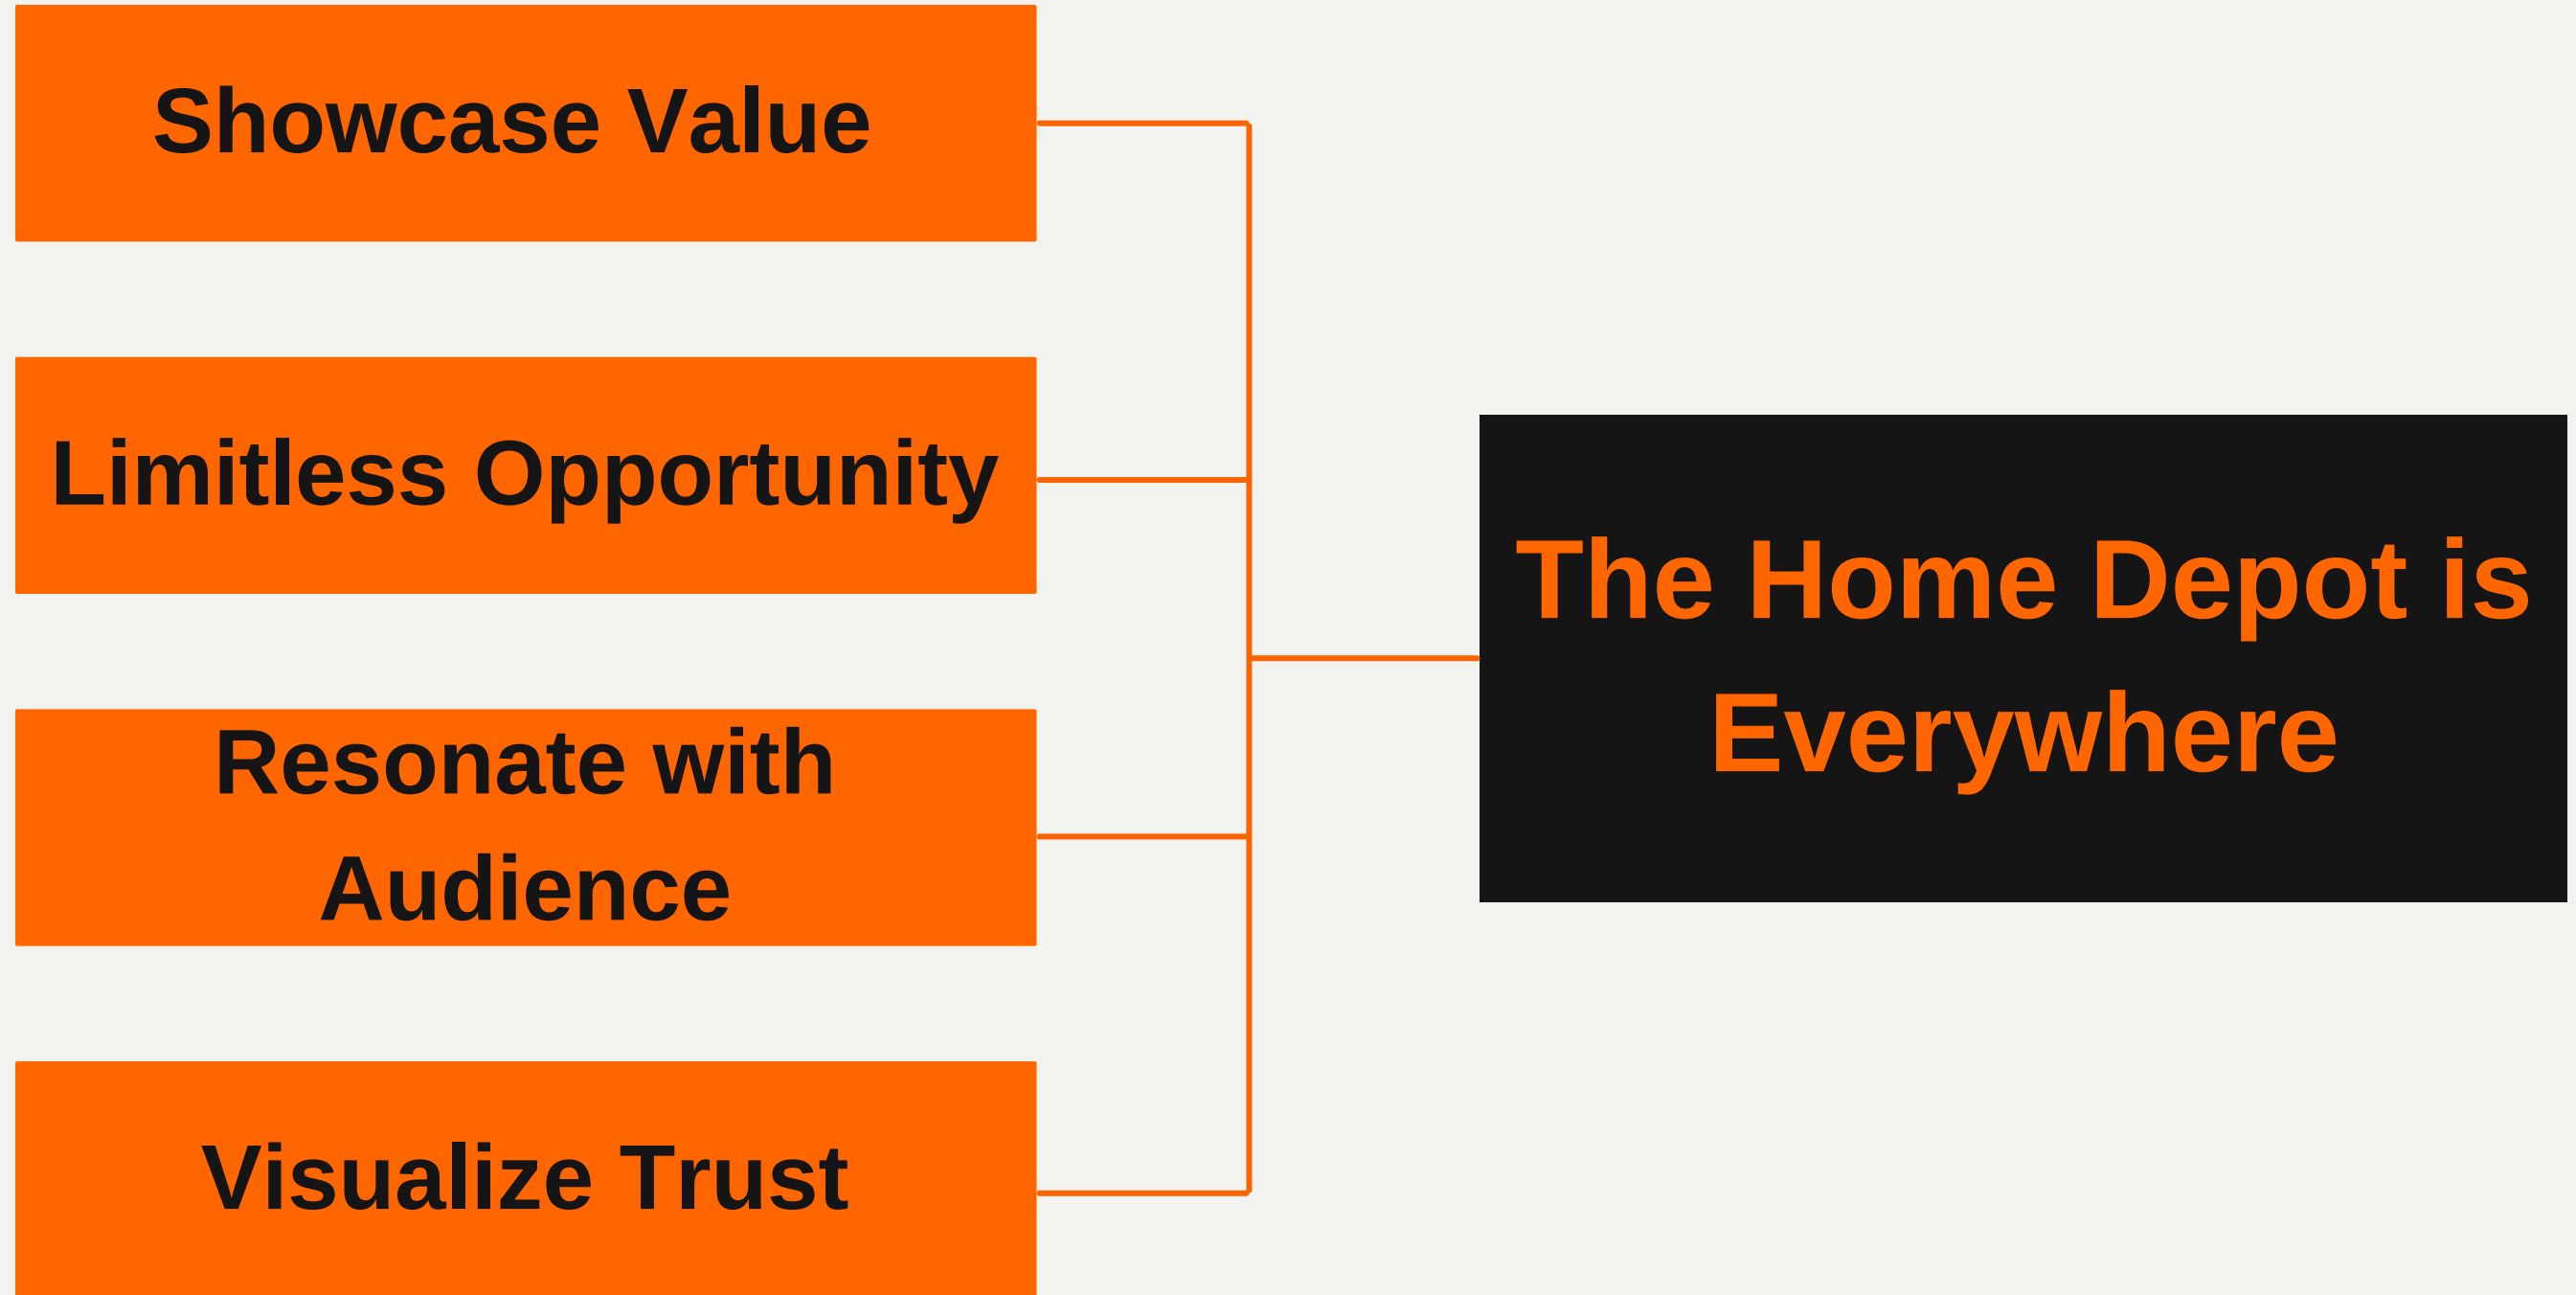 Showcase Value
Limitless Opportunity
Resonate with
Audience
Visualize Trust
The Home Depot is
Everywhere